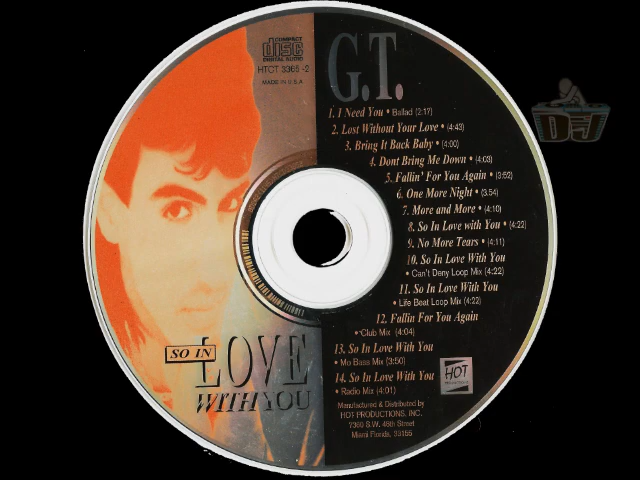 COMPACT
disc
DIGITAL AUDIO
HTCT 3365-2
MADE IN U.S.A
G.T.
1. I Need You • Ballad (2:17)
2. Lost Without Your Love • (4:43)
3. Bring It Back Baby • (4:00)
4. Dont Bring Me Down • (4:03)
5. Fallin' For You Again • (3:52)
6. One More Night • (3.54)
7. More and More • (4:10)
8. So In Love with You • (4:22)
9. No More Tears • (4:11)
10. So In Love With You
• Can't Deny Loop Mix (4:22)
11. So In Love With You
• Life Beat Loop Mix (4:22)
12. Fallin For You Again
• Club Mix (4:04)
13. So In Love With You
• Mo Bass Mix (3:50)
14. So In Love With You
• Radio Mix (4:01)
HOT
Manufactured & Distributed by
HOT PRODUCTIONS, INC.
Miami Florida, 33155
SO IN
LOVE
WITH YOU
DJ